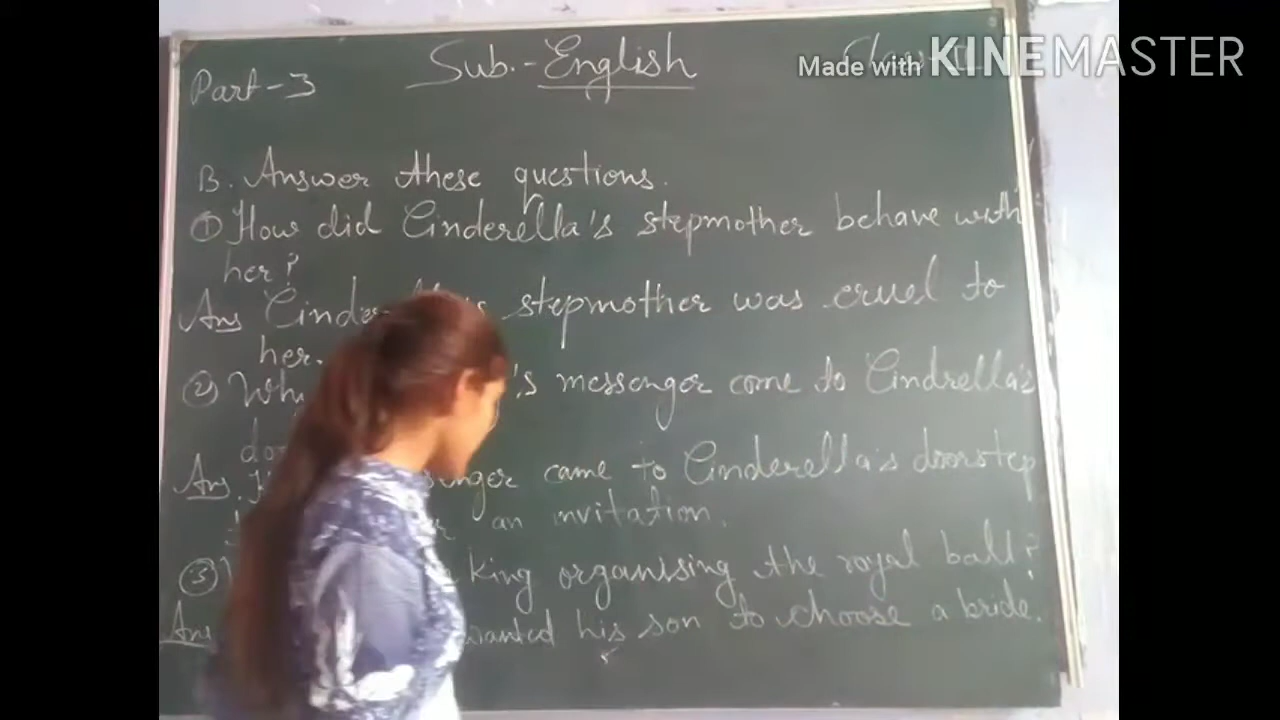 Made with KINEMASTER
Sub.- English
Part-3
B. Answer these questions.
① How did Cinderella's stepmother behave with
her?
Ans stepmother was cruel to
her.
② 's messenger come to Cindrella's
Ans. came to Cinderella's doorstep
an invitation.
③ king organising the royal ball?
Ans wanted his son to choose a bride.